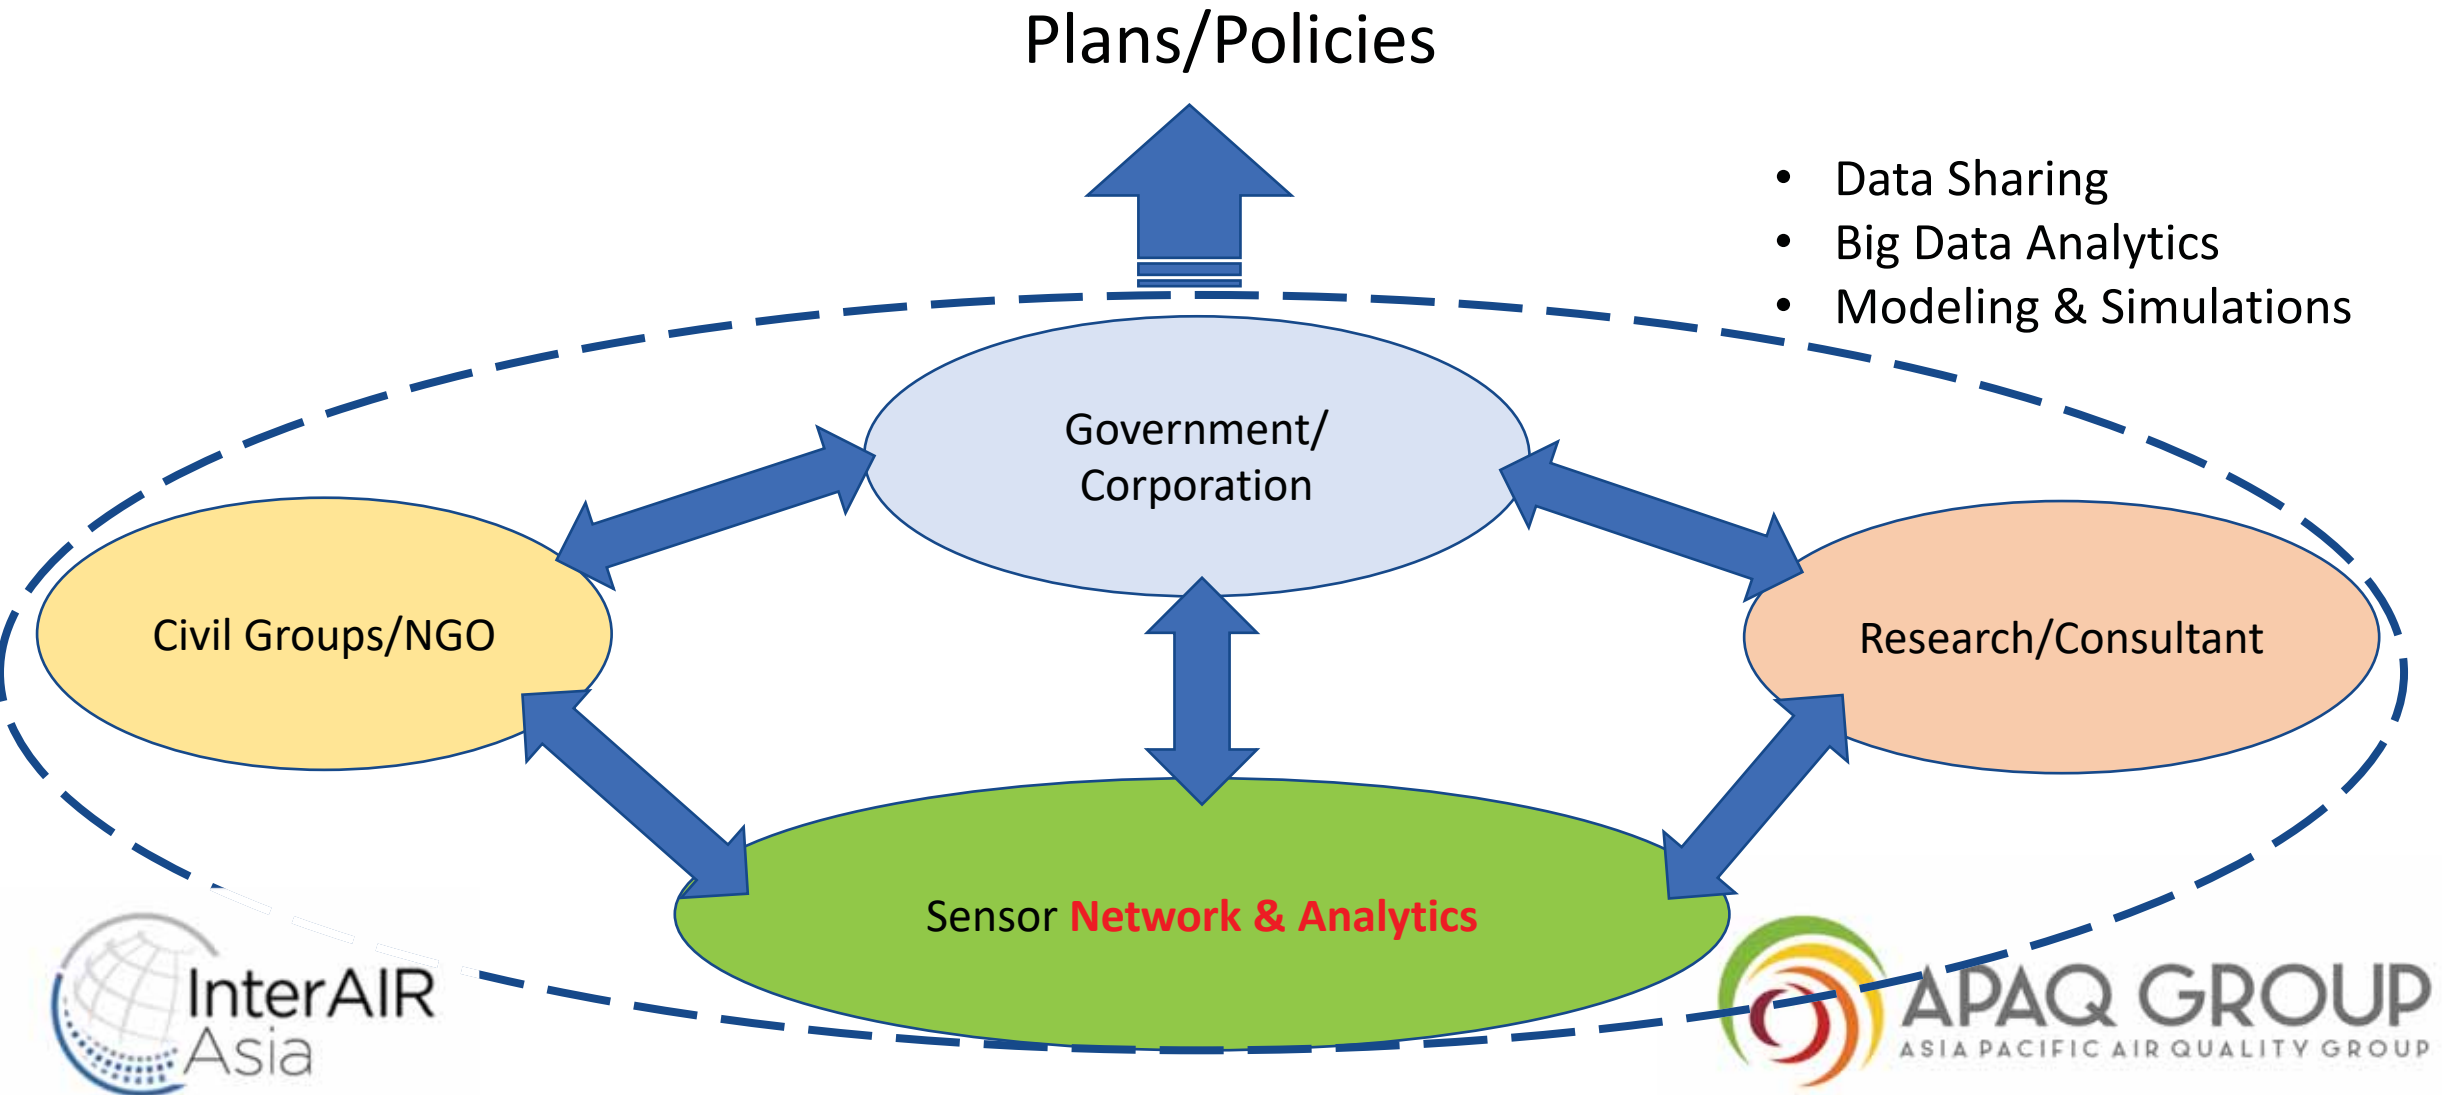 Plans/Policies
• Data Sharing
• Big Data Analytics
• Modeling & Simulations
Government/
Corporation
Civil Groups/NGO
Research/Consultant
Sensor Network & Analytics
InterAIR
Asia
APAQ GROUP
ASIA PACIFIC AIR QUALITY GROUP